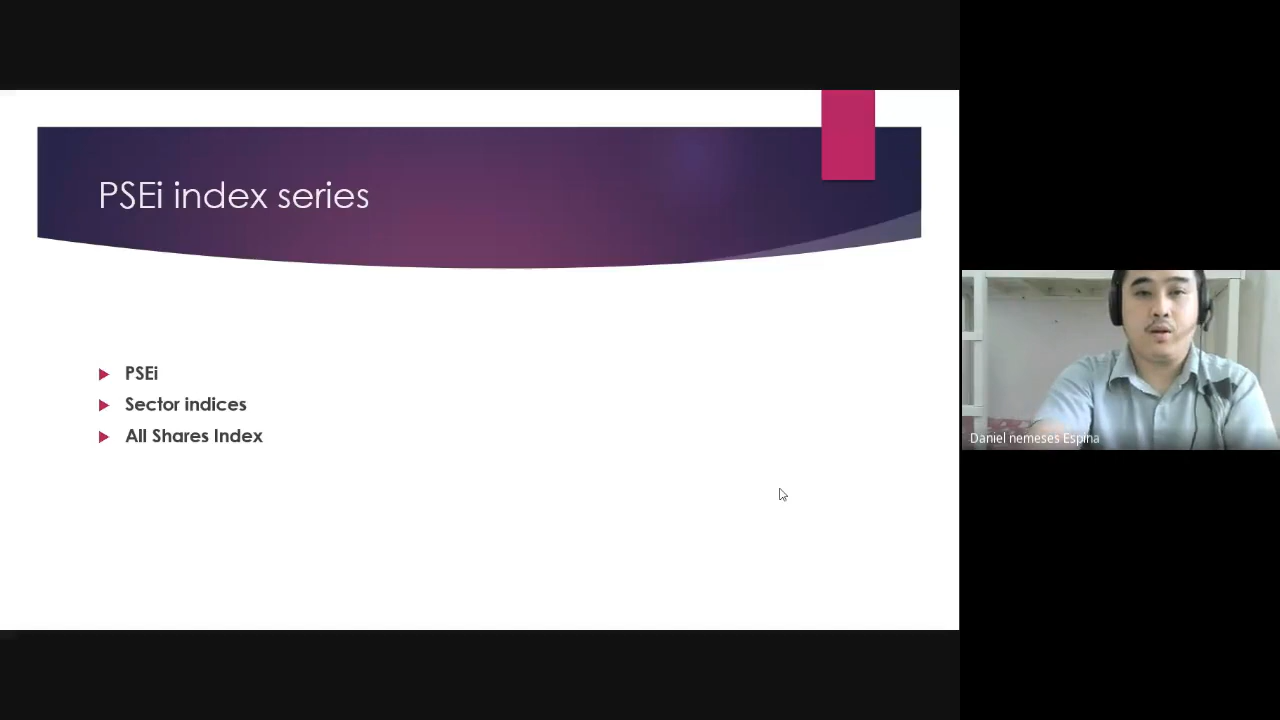 PSEi index series
PSEi
Sector indices
All Shares Index
Daniel nemeses Espina